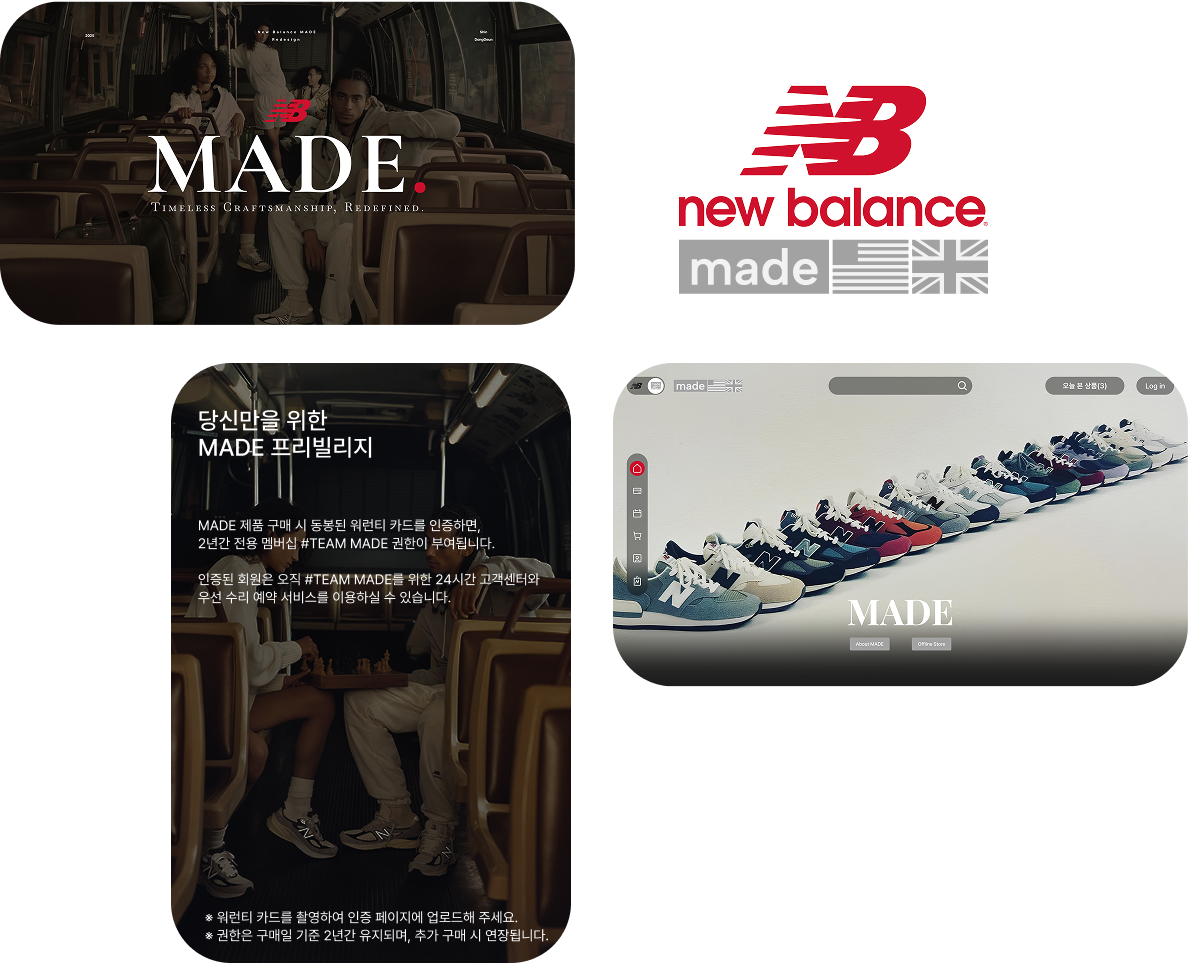 2025
New Balance MADE
Redesign
Shin
DongGeun
MADE.
Timeless Craftsmanship, Redefined.
new balance
made
당신만을 위한
MADE 프리빌리지
MADE 제품 구매 시 동봉된 워런티 카드를 인증하면,
2년간 전용 멤버십 #TEAM MADE 권한이 부여됩니다.
인증된 회원은 오직 #TEAM MADE를 위한 24시간 고객센터와
우선 수리 예약 서비스를 이용하실 수 있습니다.
※ 워런티 카드를 촬영하여 인증 페이지에 업로드해 주세요.
※ 권한은 구매일 기준 2년간 유지되며, 추가 구매 시 연장됩니다.
made
오늘 본 상품(3)
Log in
MADE
About MADE
Offline Store